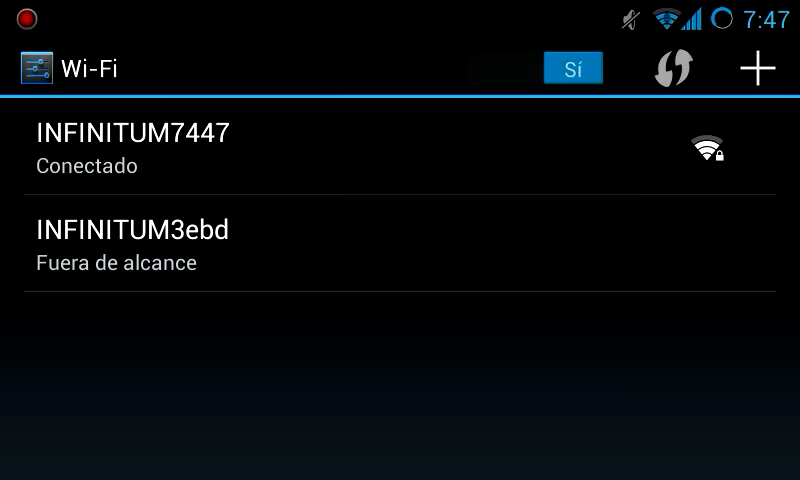 7:47
Wi-Fi
Sí
INFINITUM7447
Conectado
INFINITUM3ebd
Fuera de alcance